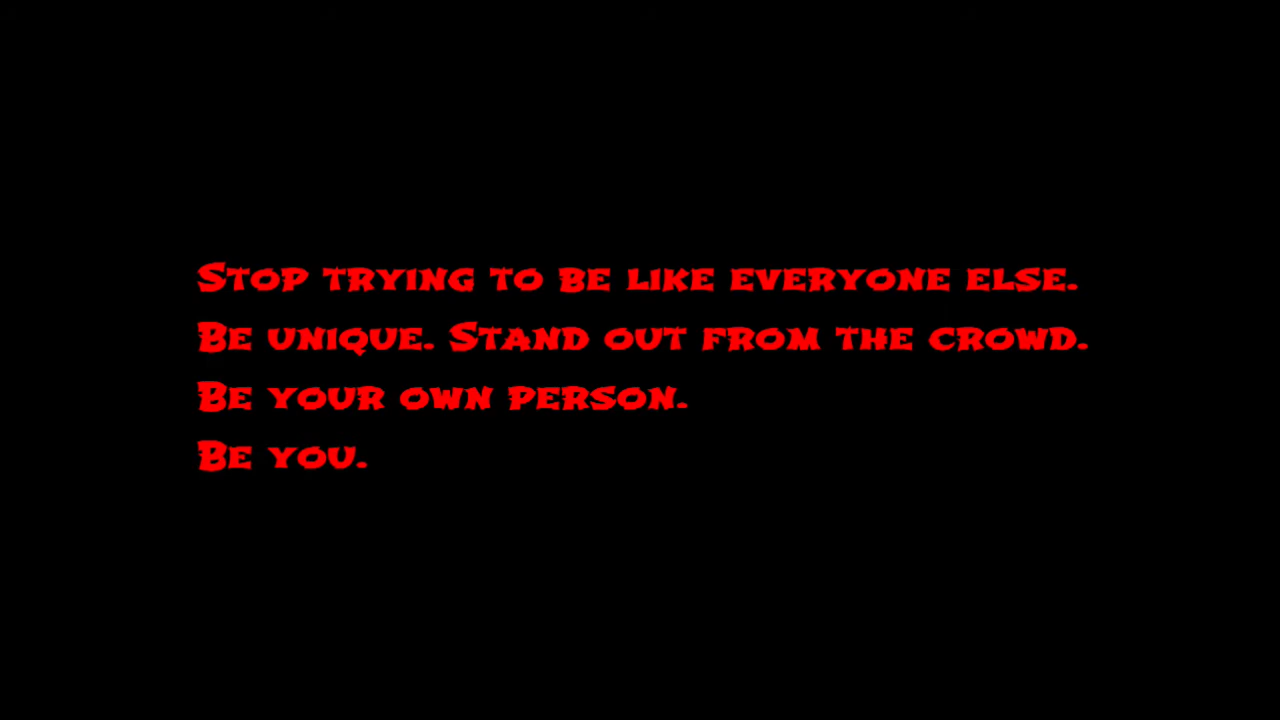 Stop trying to be like everyone else.
Be unique. Stand out from the crowd.
Be your own person.
Be you.